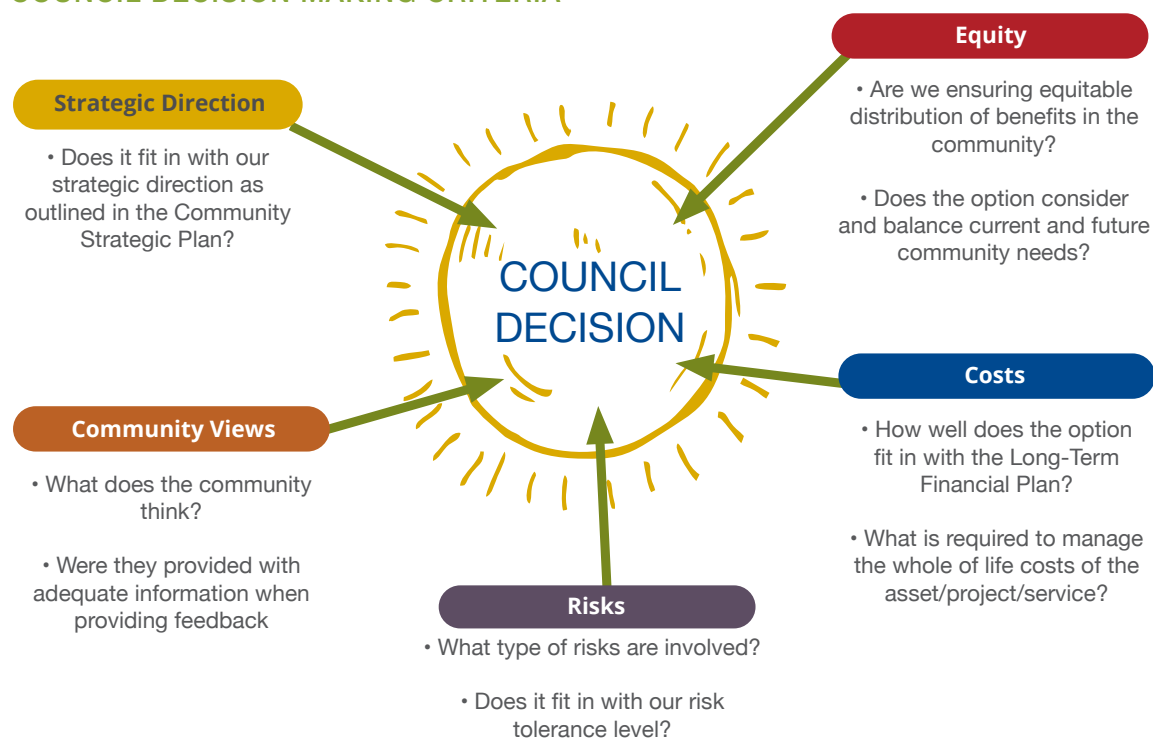 COUNCIL DECISION-MAKING CRITERIA
Strategic Direction
• Does it fit in with our
strategic direction as
outlined in the Community
Strategic Plan?
Equity
• Are we ensuring equitable
distribution of benefits in the
community?
• Does the option consider
and balance current and future
community needs?
COUNCIL
DECISION
Community Views
• What does the community
think?
• Were they provided with
adequate information when
providing feedback
Costs
• How well does the option
fit in with the Long-Term
Financial Plan?
• What is required to manage
the whole of life costs of the
asset/project/service?
Risks
• What type of risks are involved?
• Does it fit in with our risk
tolerance level?